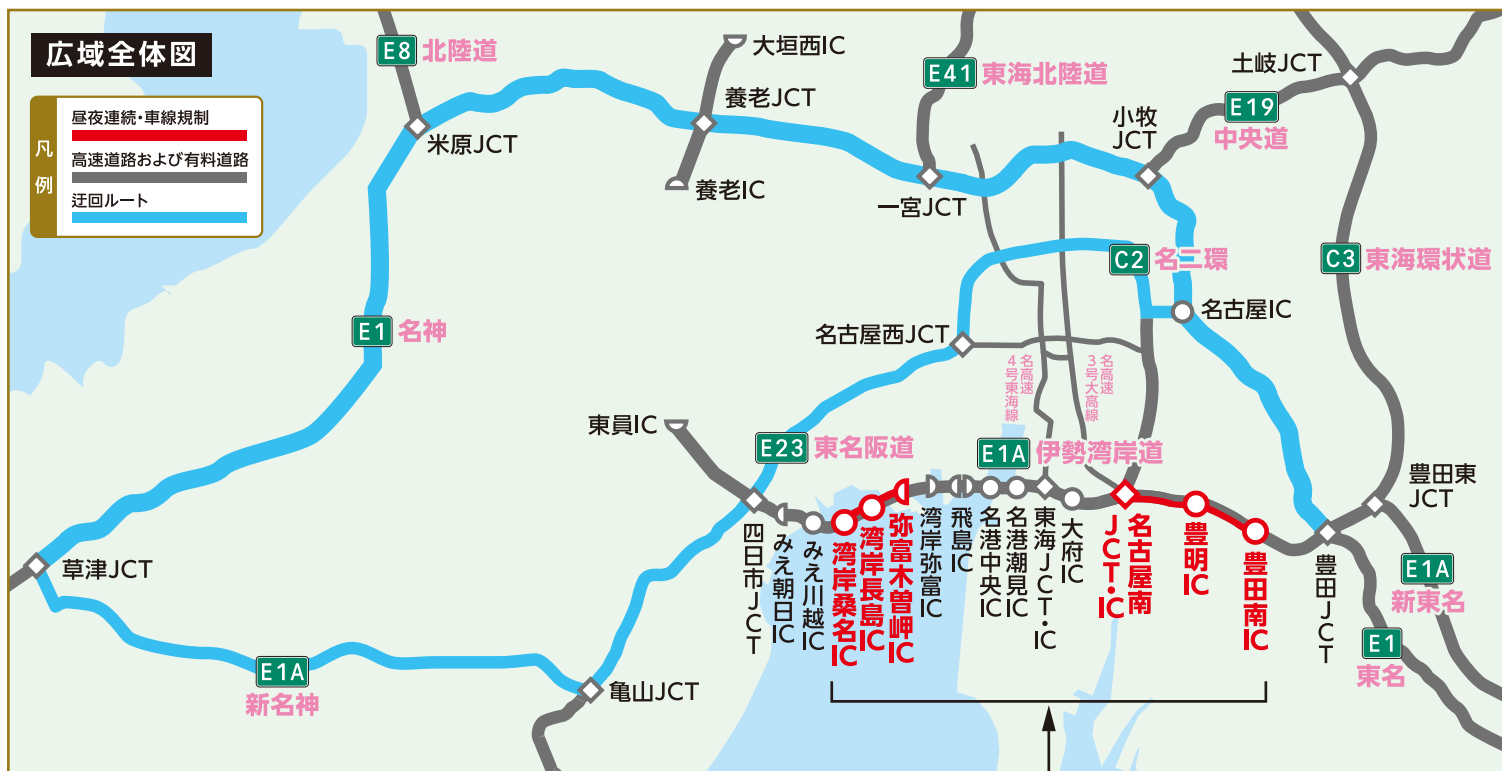 広域全体図
凡例
昼夜連続・車線規制
高速道路および有料道路
迂回ルート
E8 北陸道
大垣西IC
養老JCT
米原JCT
養老IC
E41 東海北陸道
一宮JCT
土岐JCT
小牧
JCT
E19
中央道
E1 名神
C2 名二環
C3 東海環状道
名古屋西JCT
名古屋IC
名高速
4号東海線
名高速
3号大高線
東員IC
E23 東名阪道
E1A 伊勢湾岸道
豊田東
JCT
草津JCT
四日市JCT
みえ朝日IC
みえ川越IC
湾岸桑名IC
湾岸長島IC
弥富木曽岬IC
湾岸弥富IC
飛島IC
名港中央IC
名港潮見IC
東海JCT・IC
大府IC
名古屋南
JCT・IC
豊明IC
豊田南IC
豊田JCT
E1A
新東名
E1
東名
E1A
新名神
亀山JCT